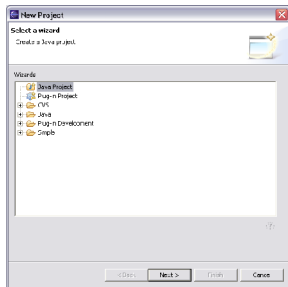 New Project
Select a wizard
Create a Java project
Wizards
Java Project
Plug-in Project
CVS
Java
Plug-in Development
Simple
< Back Next > Finish Cancel